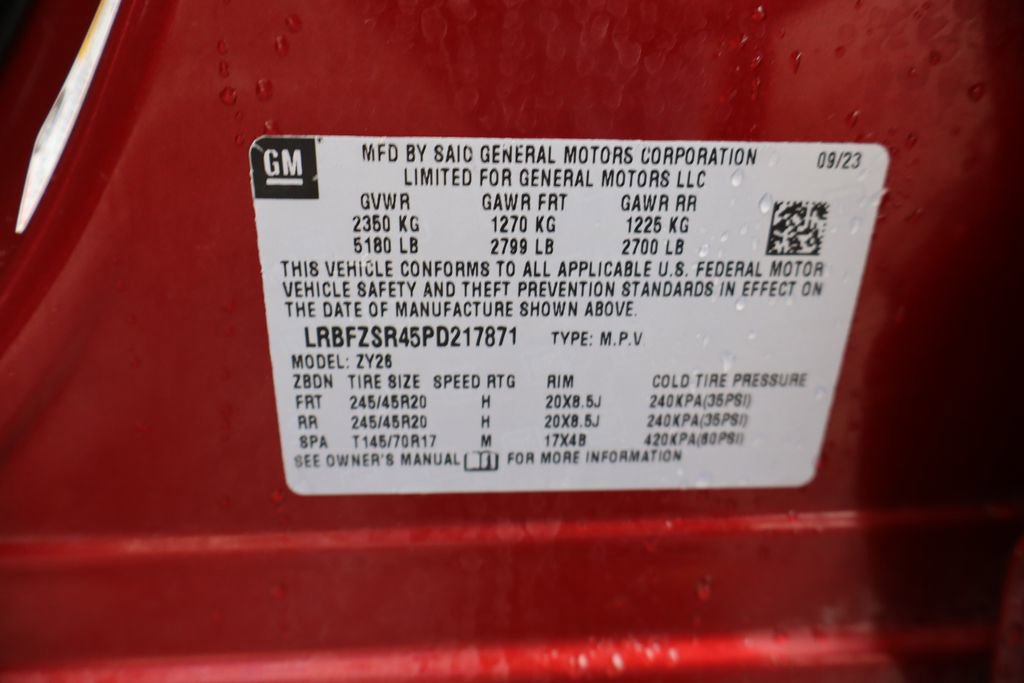 GM
MFD BY SAIC GENERAL MOTORS CORPORATION 09/23
LIMITED FOR GENERAL MOTORS LLC
GVWR GAWR FRT GAWR RR
2350 KG 1270 KG 1225 KG
5180 LB 2799 LB 2700 LB
THIS VEHICLE CONFORMS TO ALL APPLICABLE U.S. FEDERAL MOTOR
VEHICLE SAFETY AND THEFT PREVENTION STANDARDS IN EFFECT ON
THE DATE OF MANUFACTURE SHOWN ABOVE.
LRBFZSR45PD217871 TYPE: M.P.V
MODEL: ZY26
ZBDN TIRE SIZE SPEED RTG RIM COLD TIRE PRESSURE
FRT 245/45R20 H 20X8.5J 240KPA(35PSI)
RR 245/45R20 H 20X8.5J 240KPA(35PSI)
SPA T145/70R17 M 17X4B 420KPA(60PSI)
SEE OWNER'S MANUAL FOR MORE INFORMATION